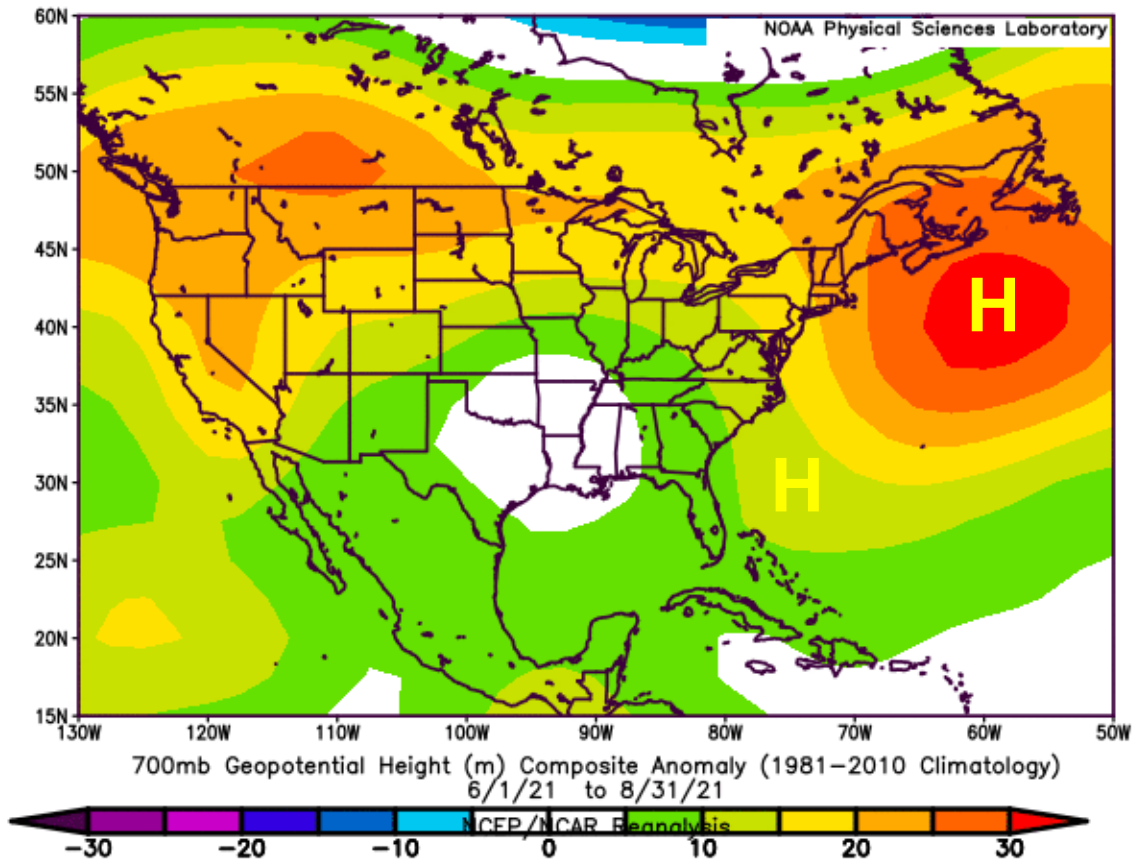 60N
NOAA Physical Sciences Laboratory
55N
50N
45N
H
40N
35N
30N
H
25N
20N
15N
130W 120W 110W 100W 90W 80W 70W 60W 50W
700mb Geopotential Height (m) Composite Anomaly (1981-2010 Climatology)
6/1/21 to 8/31/21
NCEP/NCAR Reanalysis
-30 -20 -10 0 10 20 30